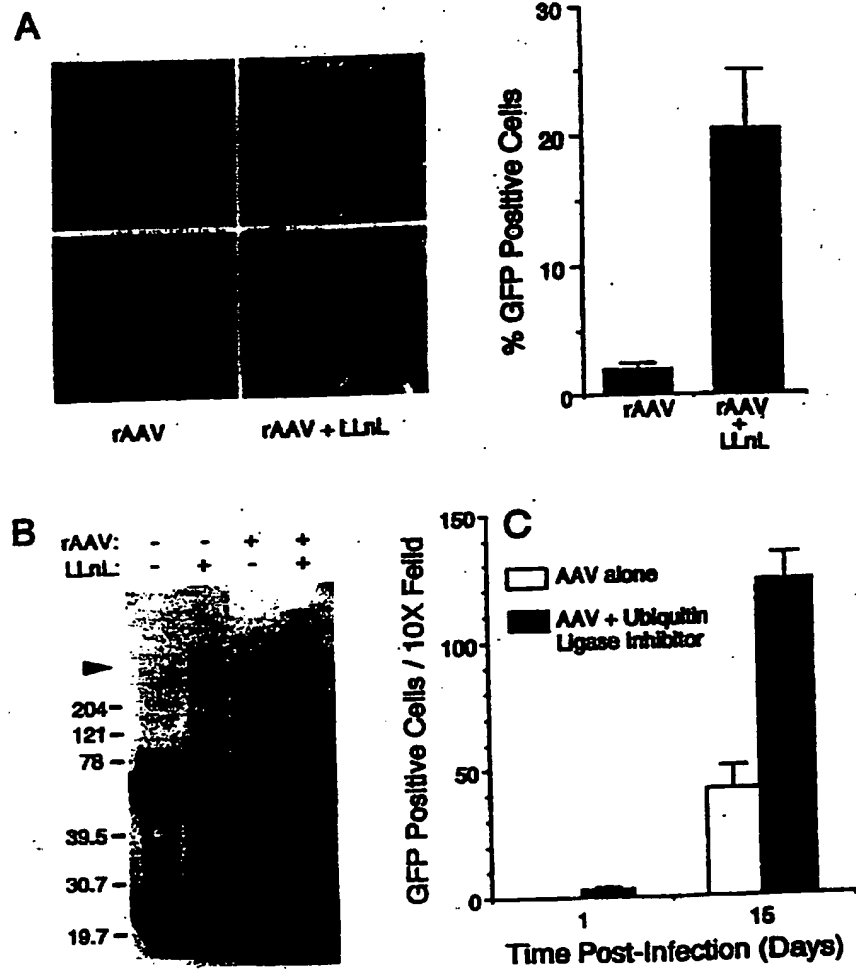 A
30
20
10
0
% GFP Positive Cells
rAAV
rAAV + LLnL
rAAV
rAAV
+
LLnL
B
rAAV: - - + +
LLnL: - + - +
204
121
78
39.5
30.7
19.7
C
150
100
50
0
GFP Positive Cells / 10X Feild
AAV alone
AAV + Ubiquitin
Ligase Inhibitor
1
15
Time Post-Infection (Days)